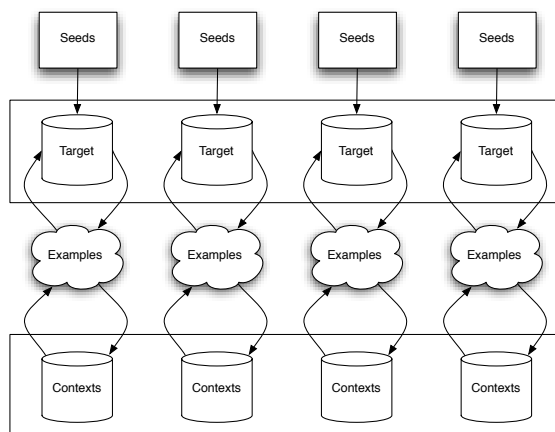 Seeds Seeds Seeds Seeds
Target Target Target Target
Examples Examples Examples Examples
Contexts Contexts Contexts Contexts